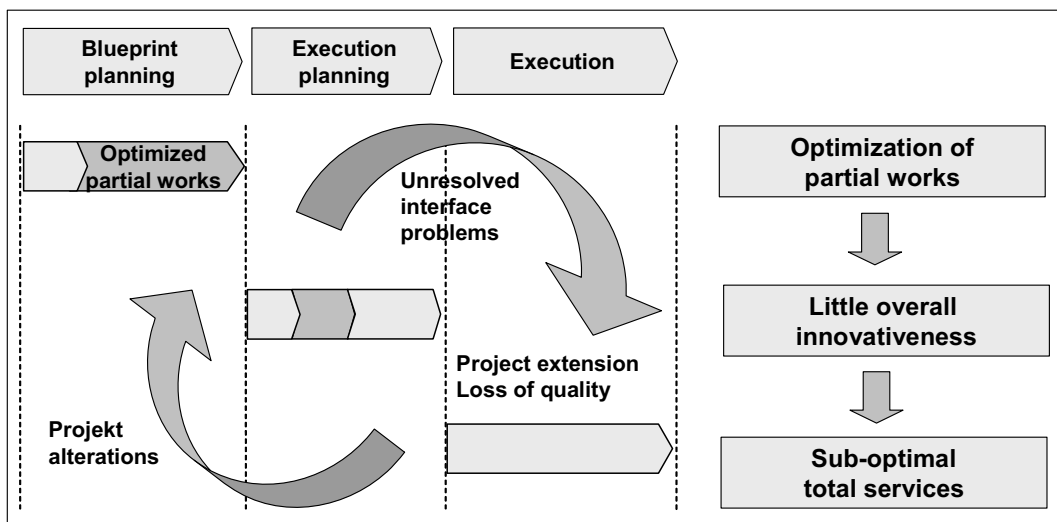 Blueprint
planning
Execution
planning
Execution
Optimized
partial works
Unresolved
interface
problems
Project extension
Loss of quality
Projekt
alterations
Optimization of
partial works
Little overall
innovativeness
Sub-optimal
total services